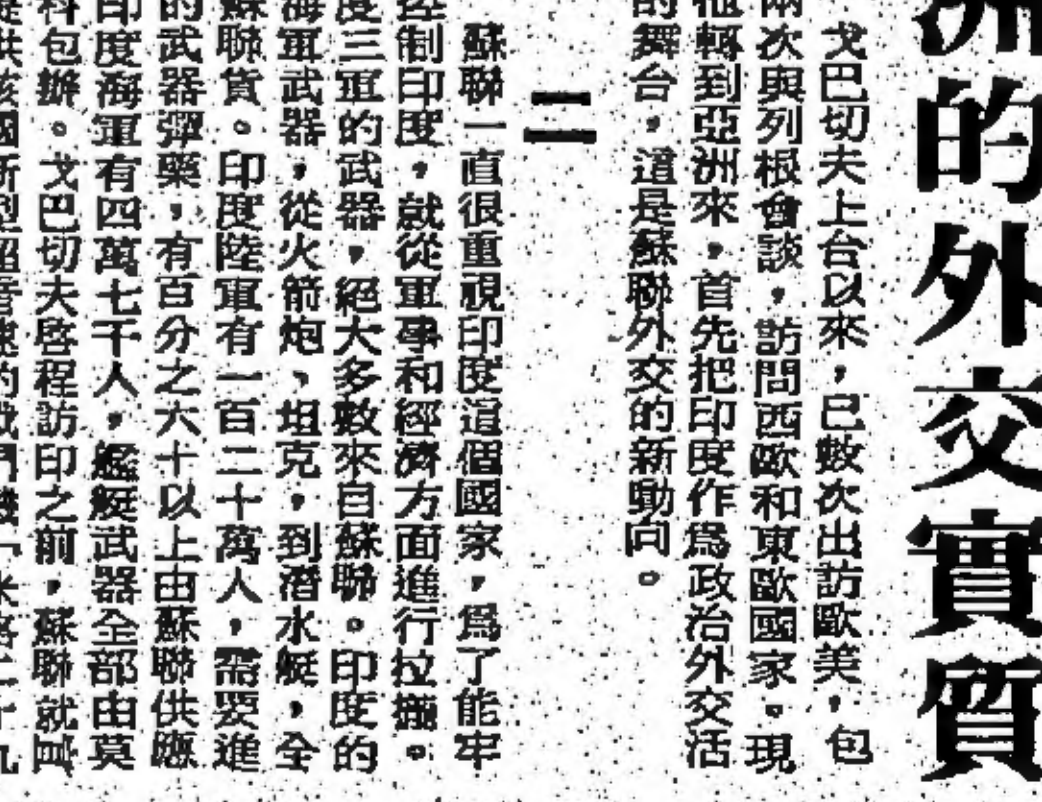 洲的外交實質
戈巴切夫上台以來，已數次出訪歐美，包
兩次與列根會談，訪問西歐和東歐國家。現
他轉到亞洲來，首先把印度作爲政治外交活
的舞台，這是蘇聯外交的新動向。
二
蘇聯一直很重視印度這個國家，爲了能牢
控制印度，就從軍事和經濟方面進行拉攏。
度三軍的武器，絕大多數來自蘇聯。印度的
海軍武器，從火箭炮、坦克，到潛水艇，全
蘇聯貨。印度陸軍有一百二十萬人，需要進
的武器彈藥，有百分之六十以上由蘇聯供應
印度海軍有四萬七千人，艦艇武器全部由莫
科包辦。戈巴切夫啓程訪印之前，蘇聯就
供該國新型超音速的戰鬥機「米格二十九